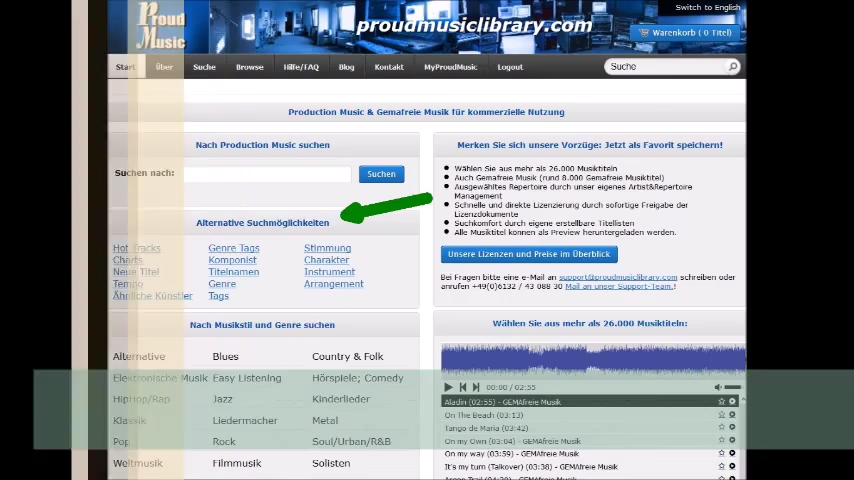 Switch to English
Proud Music
proudmusiclibrary.com
Warenkorb ( 0 Titel)
Start Über Suche Browse Hilfe/FAQ Blog Kontakt MyProudMusic Logout
Suche
Production Music & Gemafreie Musik für kommerzielle Nutzung
Nach Production Music suchen
Suchen nach:
Suchen
Alternative Suchmöglichkeiten
Hot Tracks Genre Tags Stimmung
Charts Komponist Charakter
Neue Titel Titelnamen Instrument
Tempo Genre Arrangement
Ähnliche Künstler Tags
Nach Musikstil und Genre suchen
Alternative Blues Country & Folk
Elektronische Musik Easy Listening Hörspiele; Comedy
HipHop/Rap Jazz Kinderlieder
Klassik Liedermacher Metal
Pop Rock Soul/Urban/R&B
Weltmusik Filmmusik Solisten
Merken Sie sich unsere Vorzüge: Jetzt als Favorit speichern!
Wählen Sie aus mehr als 26.000 Musiktiteln
Auch Gemafreie Musik (rund 8.000 Gemafreie Musiktitel)
Ausgewähltes Repertoire durch unser eigenes Artist&Repertoire
Management
Schnelle und direkte Lizenzierung durch sofortige Freigabe der
Lizenzdokumente
Suchkomfort durch eigene erstellbare Titellisten
Alle Musiktitel können als Preview heruntergeladen werden.
Unsere Lizenzen und Preise im Überblick
Bei Fragen bitte eine e-Mail an support@proudmusiclibrary.com schreiben oder
anrufen +49(0)6132 / 43 088 30 Mail an unser Support-Team.!
Wählen Sie aus mehr als 26.000 Musiktiteln:
00:00 / 02:55
Aladin (02:55) - GEMAfreie Musik
On The Beach (03:13)
Tango de Maria (03:42)
On my Own (03:04) - GEMAfreie Musik
On my way (03:59) - GEMAfreie Musik
It's my turn (Talkover) (03:38) - GEMAfreie Musik